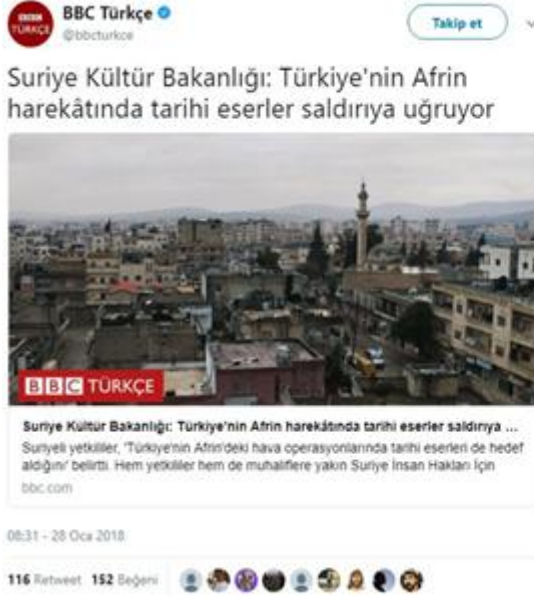 BBC
TÜRKÇE
BBC Türkçe
@bbcturkce
Takip et
Suriye Kültür Bakanlığı: Türkiye'nin Afrin
harekâtında tarihi eserler saldırıya uğruyor
BBC TÜRKÇE
Suriye Kültür Bakanlığı: Türkiye'nin Afrin harekâtında tarihi eserler saldırıya ...
Suriyeli yetkililer, 'Türkiye'nin Afrin'deki hava operasyonlarında tarihi eserleri de hedef
aldığını' belirtti. Hem yetkililer hem de muhaliflere yakın Suriye İnsan Hakları İçin
bbc.com
08:31 - 28 Oca 2018
116 Retweet 152 Beğeni